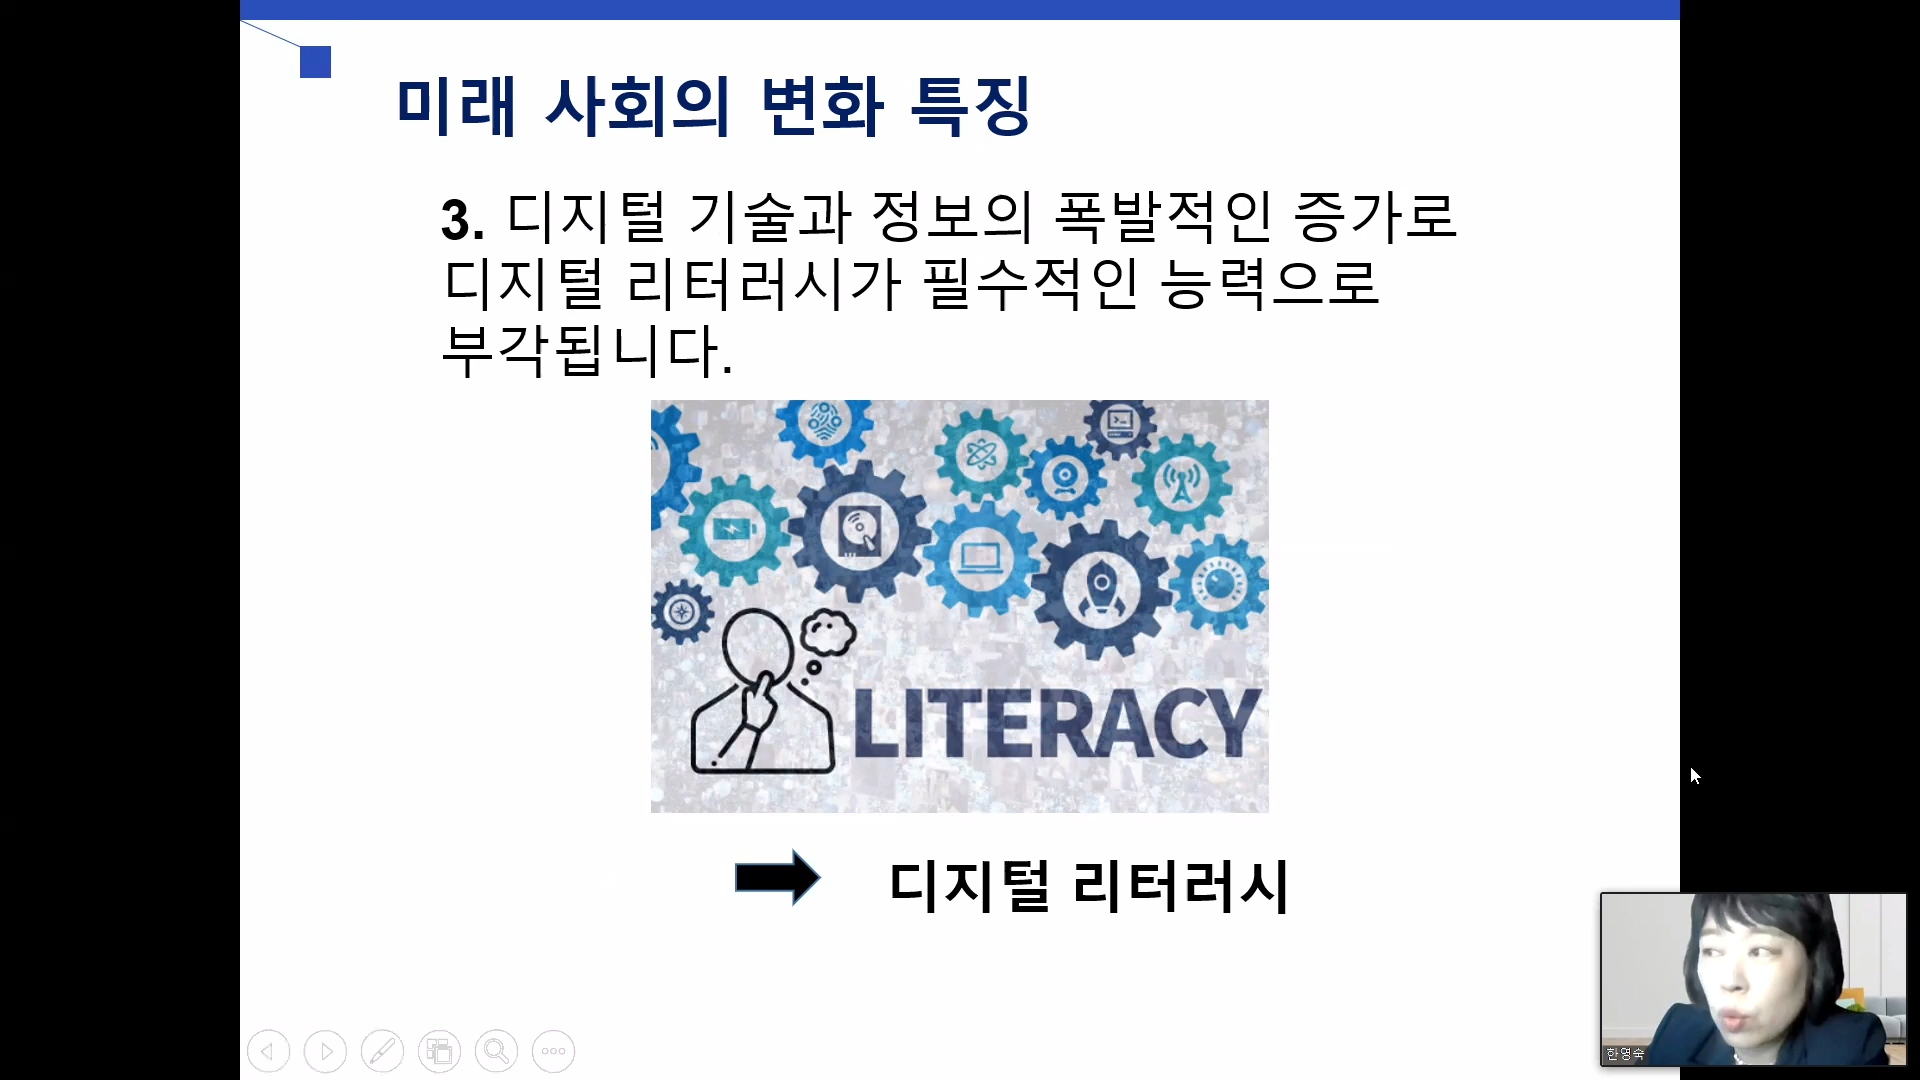 미래 사회의 변화 특징
3. 디지털 기술과 정보의 폭발적인 증가로
디지털 리터러시가 필수적인 능력으로
부각됩니다.
LITERACY
디지털 리터러시
한영숙